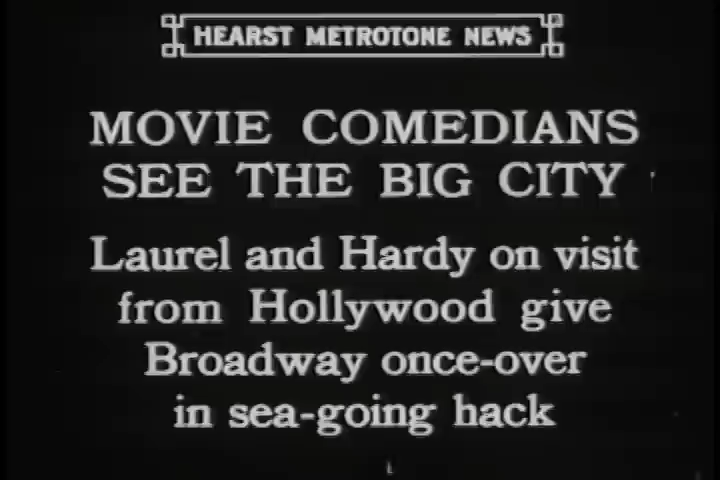 HEARST METROTONE NEWS
MOVIE COMEDIANS
SEE THE BIG CITY
Laurel and Hardy on visit
from Hollywood give
Broadway once-over
in sea-going hack